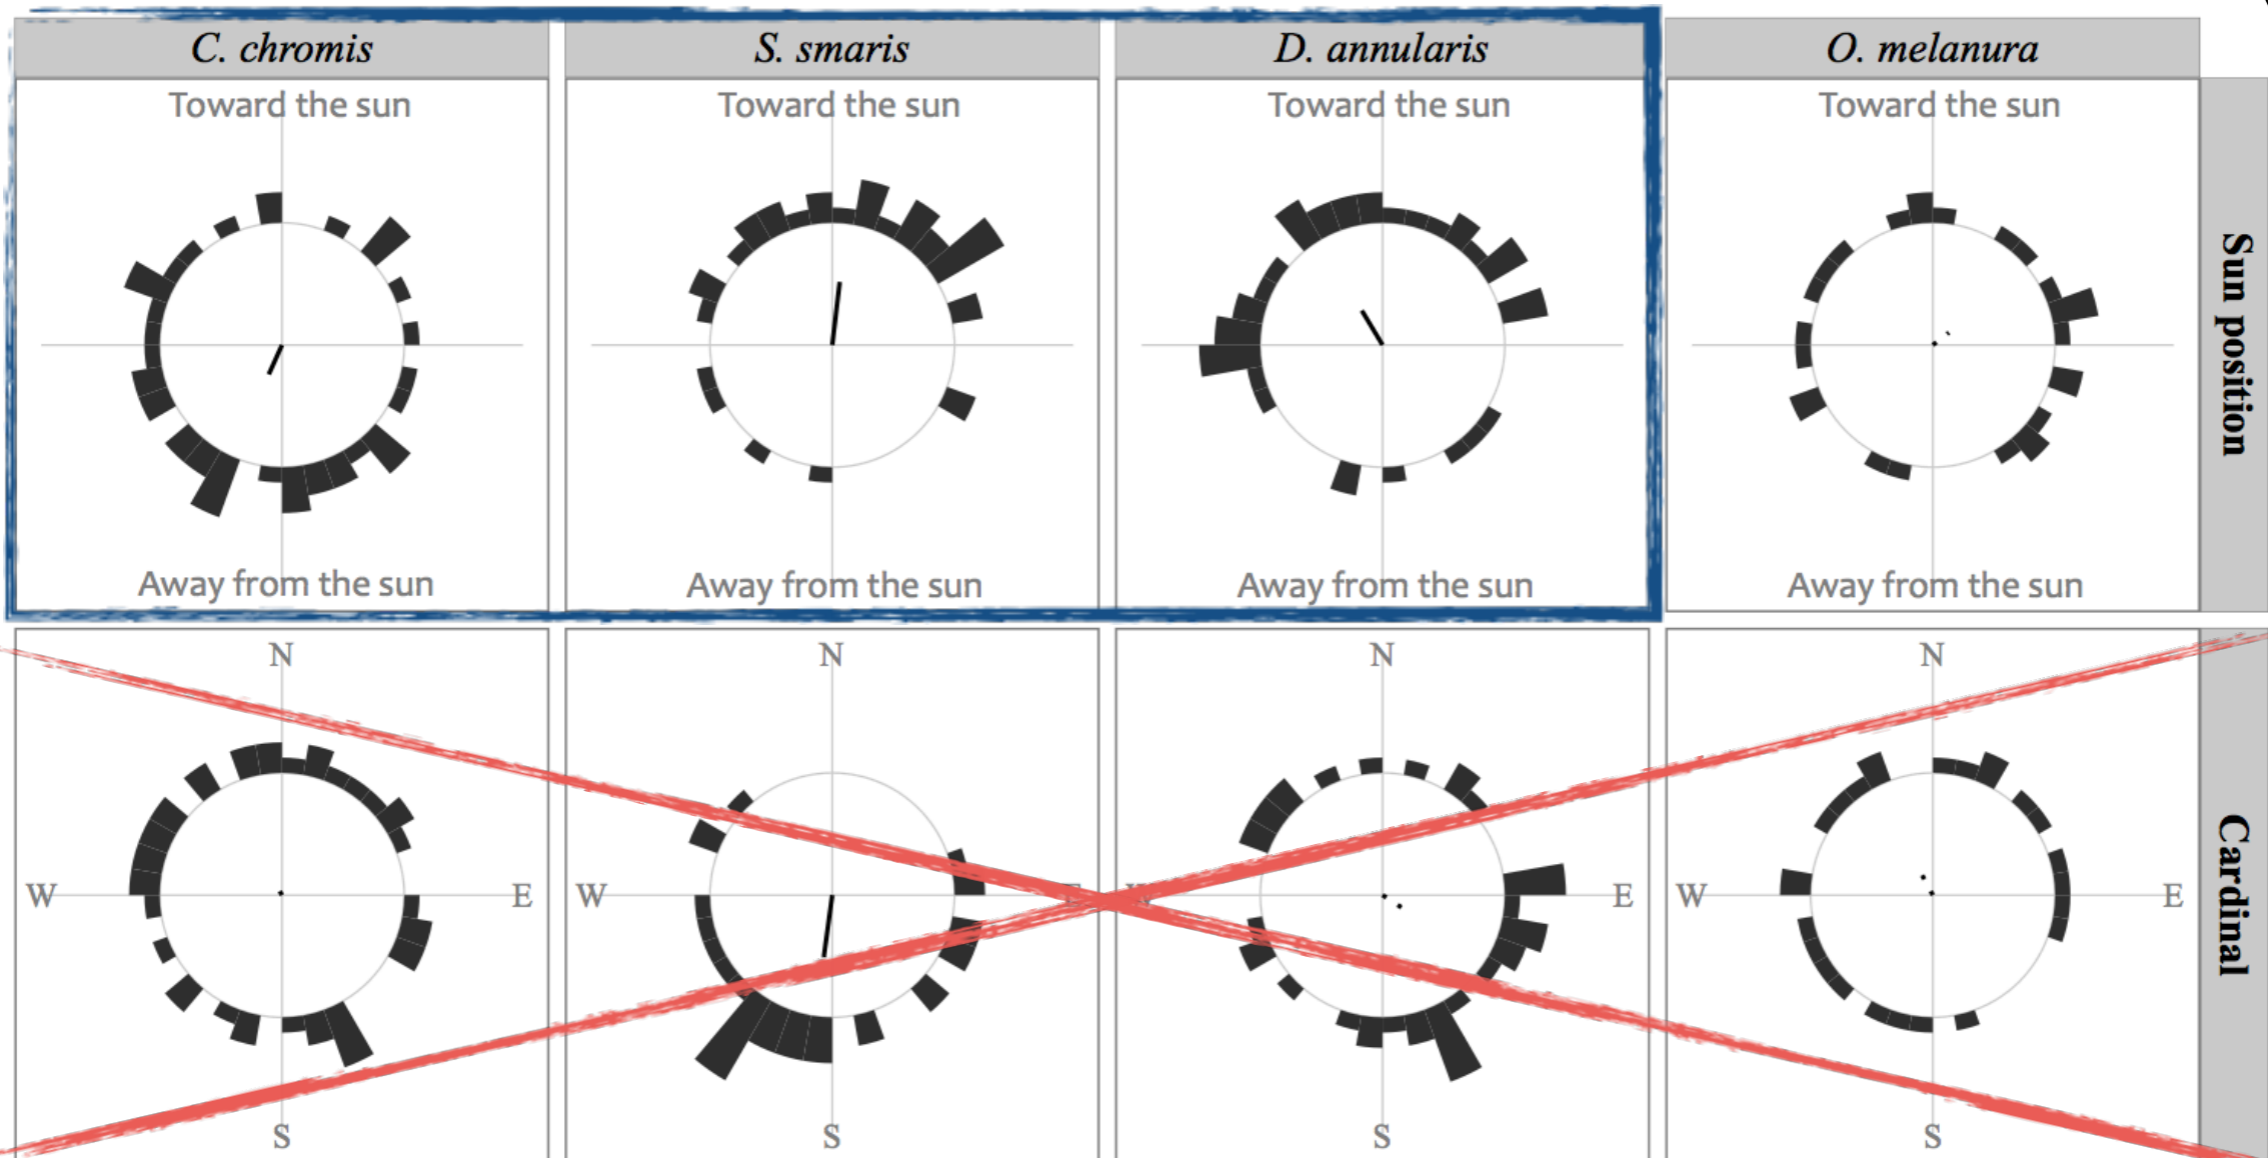 C. chromis
S. smaris
D. annularis
O. melanura
Toward the sun
Toward the sun
Toward the sun
Toward the sun
Sun position
Away from the sun
Away from the sun
Away from the sun
Away from the sun
N
N
N
N
Cardinal
W
E
W
E
W
E
W
E
S
S
S
S